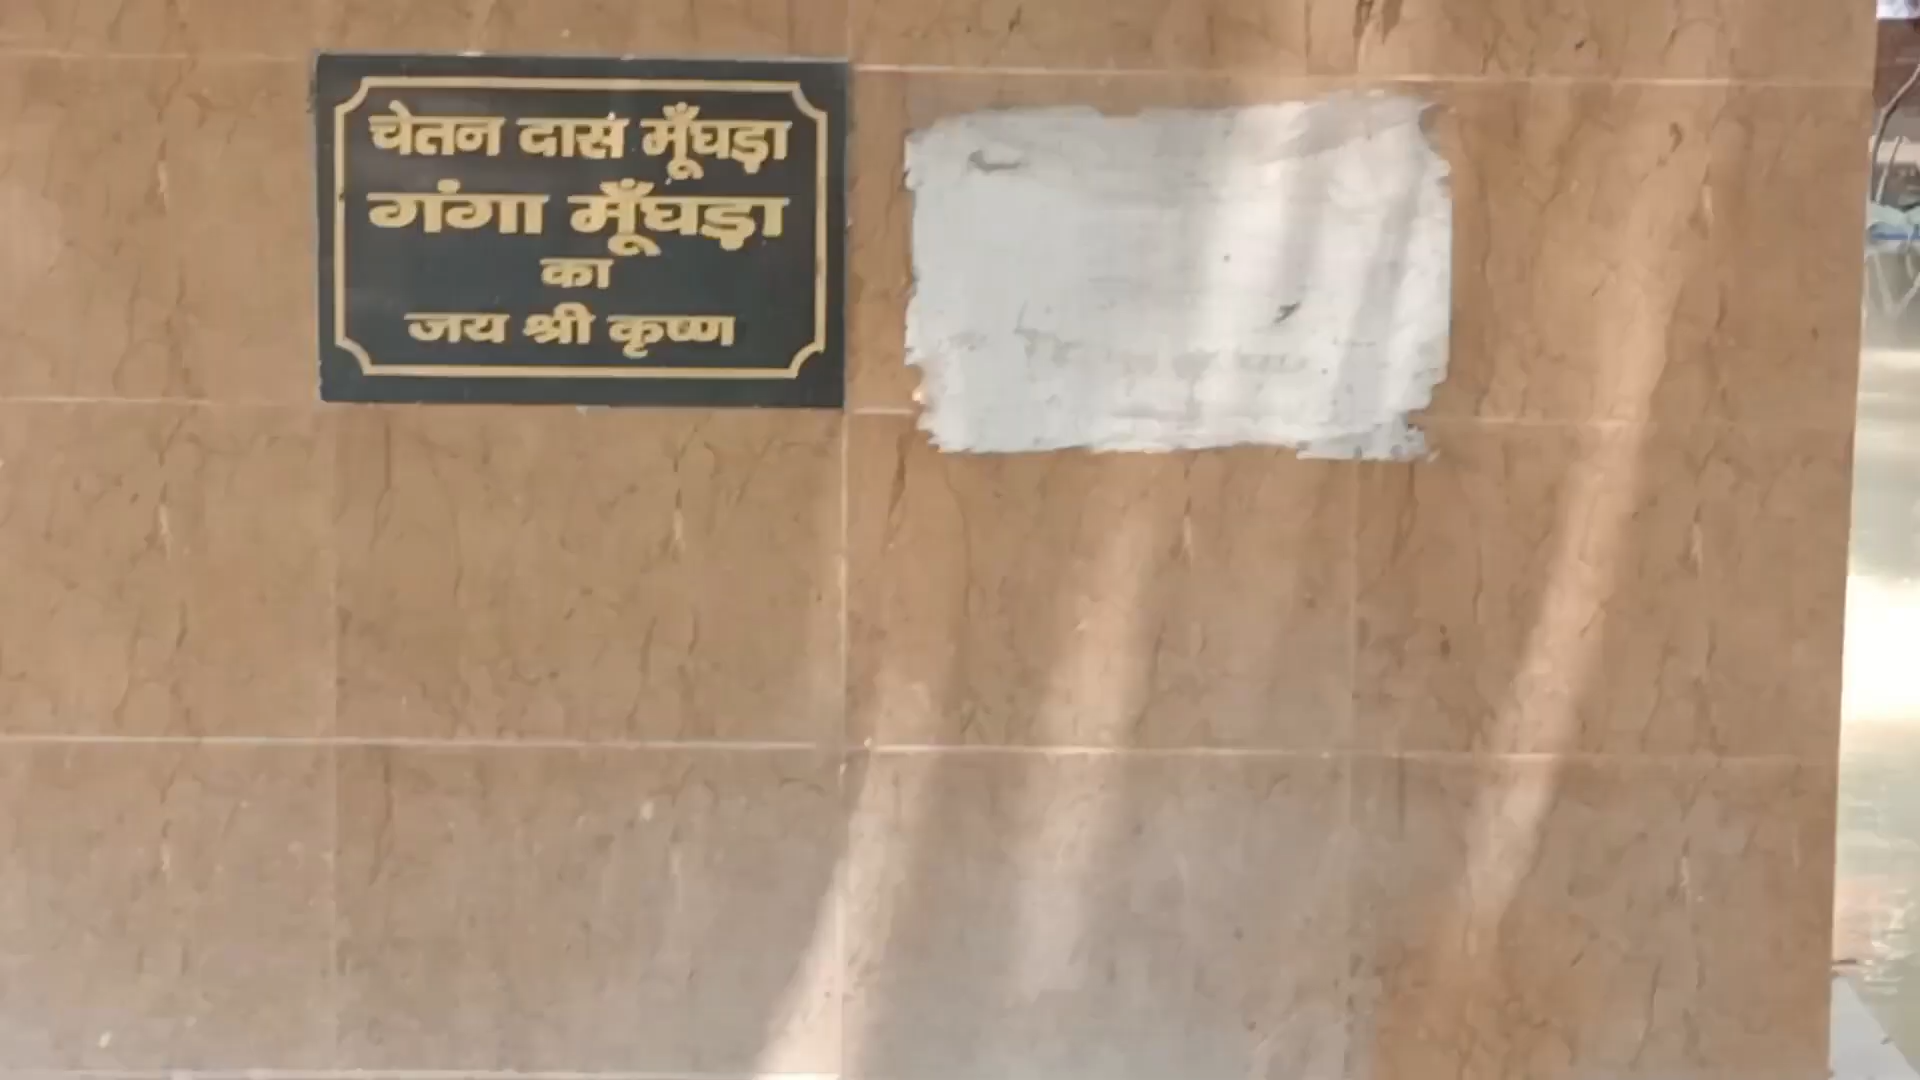 चेतन दास मूँघड़ा
गंगा मूँघड़ा
का
जय श्री कृष्ण